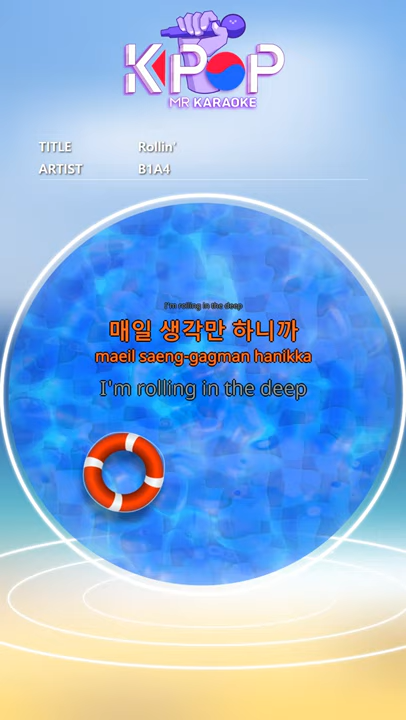 KPOP
MR KARAOKE
TITLE Rollin'
ARTIST B1A4
I'm rolling in the deep
매일 생각만 하니까
maeil saeng-gagman hanikka
I'm rolling in the deep